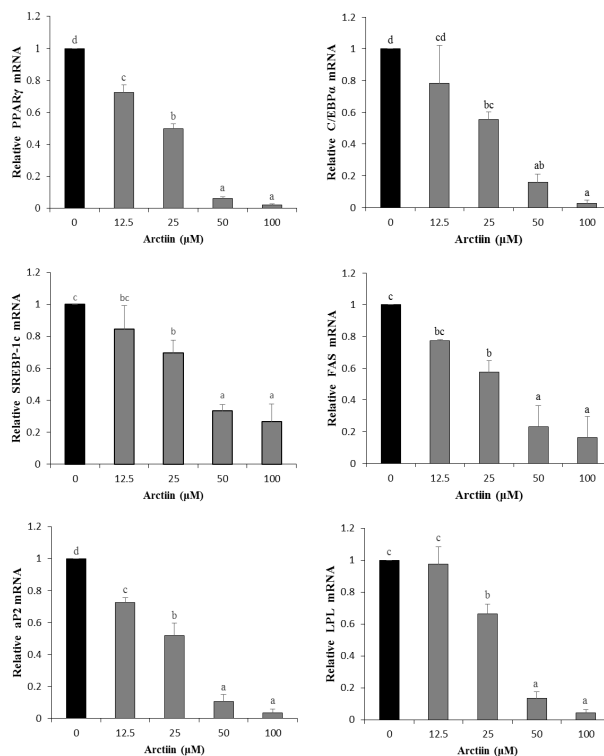 1.2
1
0.8
0.6
0.4
0.2
0
Relative PPARγ mRNA
d
c
b
a
a
0 12.5 25 50 100
Arctiin (µM)
1.2
1
0.8
0.6
0.4
0.2
0
Relative C/EBPα mRNA
d
cd
bc
ab
a
0 12.5 25 50 100
Arctiin (µM)
1.2
1
0.8
0.6
0.4
0.2
0
Relative SREBP-1c mRNA
c
bc
b
a
a
0 12.5 25 50 100
Arctiin (µM)
1.2
1
0.8
0.6
0.4
0.2
0
Relative FAS mRNA
c
bc
b
a
a
0 12.5 25 50 100
Arctiin (µM)
1.2
1
0.8
0.6
0.4
0.2
0
Relative aP2 mRNA
d
c
b
a
a
0 12.5 25 50 100
Arctiin (µM)
1.2
1
0.8
0.6
0.4
0.2
0
Relative LPL mRNA
c
c
b
a
a
0 12.5 25 50 100
Arctiin (µM)